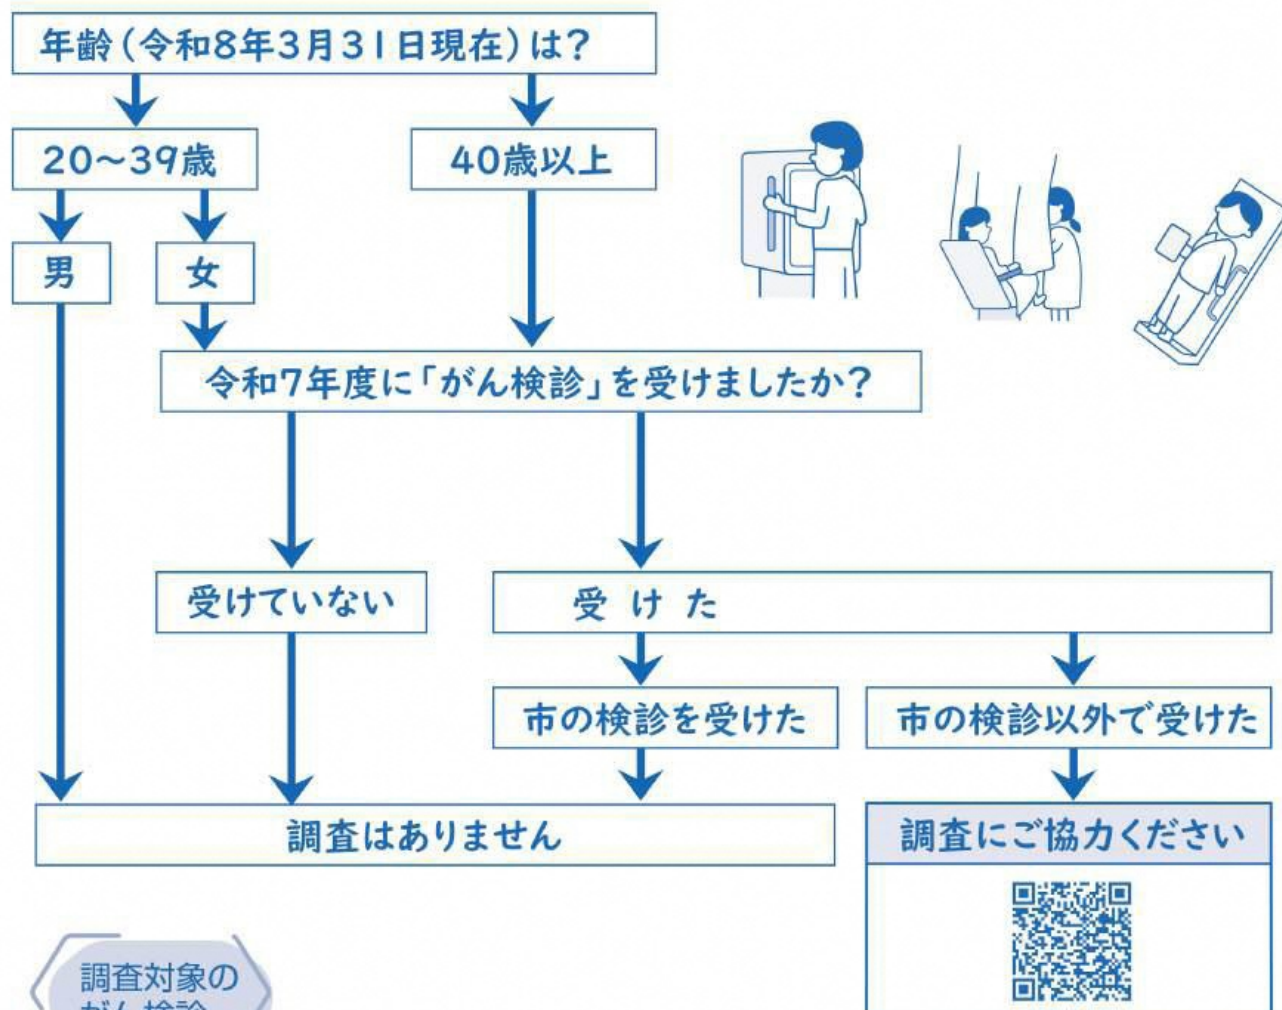 年齢(令和8年3月31日現在)は?
20〜39歳
40歳以上
男
女
令和7年度に「がん検診」を受けましたか?
受けていない
受けた
市の検診を受けた
市の検診以外で受けた
調査はありません
調査にご協力ください
調査対象の
がん検診